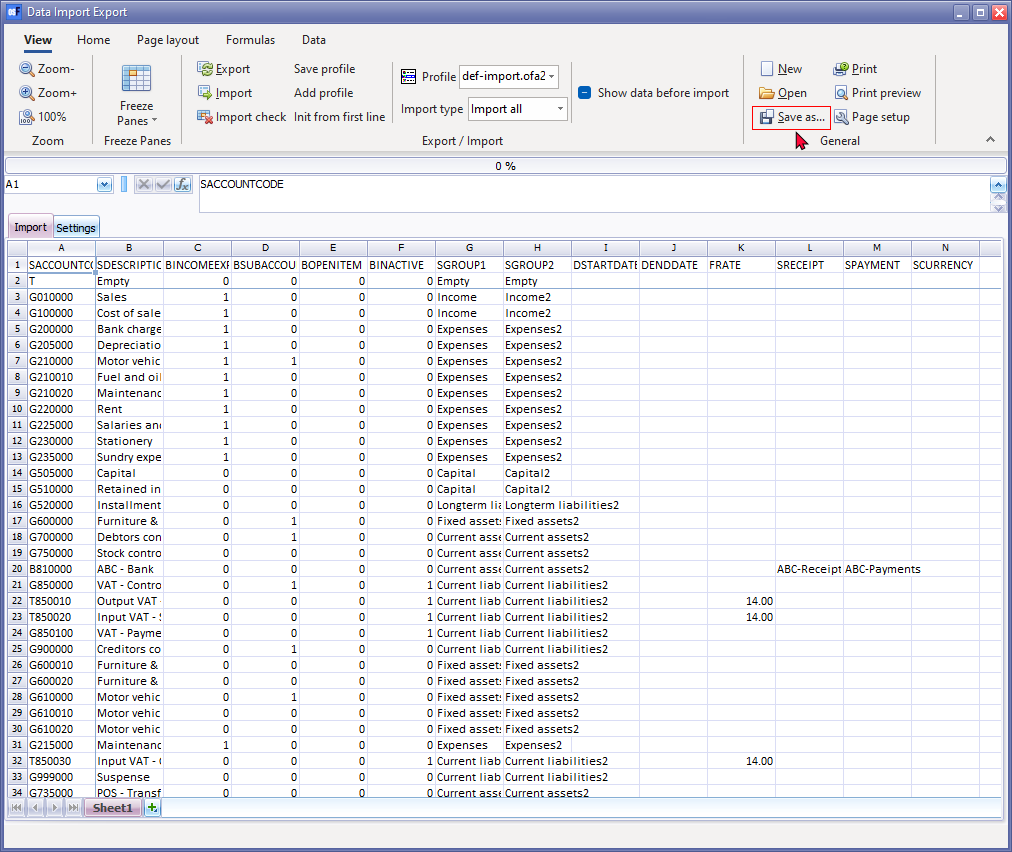 Data Import Export
View Home Page layout Formulas Data
Zoom-
Zoom+
100%
Zoom
Freeze
Panes
Freeze Panes
Export Save profile
Import Add profile
Import check Init from first line
Profile def-import.ofa2
Import type Import all
Export / Import
Show data before import
New Print
Open Print preview
Save as... Page setup
General
0 %
A1 fx SACCOUNTCODE
Import Settings
A B C D E F G H I J K L M N
1 SACCOUNTCO SDESCRIPTIO BINCOMEEXP BSUBACCOU BOPENITEM BINACTIVE SGROUP1 SGROUP2 DSTARTDATE DENDDATE FRATE SRECEIPT SPAYMENT SCURRENCY
2 T Empty 0 0 0 0 Empty Empty
3 G010000 Sales 1 0 0 0 Income Income2
4 G100000 Cost of sale 1 0 0 0 Income Income2
5 G200000 Bank charge 1 0 0 0 Expenses Expenses2
6 G205000 Depreciatio 1 0 0 0 Expenses Expenses2
7 G210000 Motor vehic 1 1 0 0 Expenses Expenses2
8 G210010 Fuel and oil 1 0 0 0 Expenses Expenses2
9 G210020 Maintenanc 1 0 0 0 Expenses Expenses2
10 G220000 Rent 1 0 0 0 Expenses Expenses2
11 G225000 Salaries and 1 0 0 0 Expenses Expenses2
12 G230000 Stationery 1 0 0 0 Expenses Expenses2
13 G235000 Sundry expe 1 0 0 0 Expenses Expenses2
14 G505000 Capital 0 0 0 0 Capital Capital2
15 G510000 Retained in 0 0 0 0 Capital Capital2
16 G520000 Installment 0 0 0 0 Longterm lia Longterm liabilities2
17 G600000 Furniture & 0 1 0 0 Fixed assets Fixed assets2
18 G700000 Debtors con 0 1 0 0 Current asse Current assets2
19 G750000 Stock contro 0 0 0 0 Current asse Current assets2
20 B810000 ABC - Bank 0 0 0 0 Current asse Current assets2 ABC-Receipt ABC-Payments
21 G850000 VAT - Contro 0 1 0 1 Current liab Current liabilities2
22 T850010 Output VAT - 0 0 0 1 Current liab Current liabilities2 14.00
23 T850020 Input VAT - S 0 0 0 1 Current liab Current liabilities2 14.00
24 G850100 VAT - Payme 0 0 0 1 Current liab Current liabilities2
25 G900000 Creditors co 0 1 0 0 Current liab Current liabilities2
26 G600010 Furniture & 0 0 0 0 Fixed assets Fixed assets2
27 G600020 Furniture & 0 0 0 0 Fixed assets Fixed assets2
28 G610000 Motor vehic 0 1 0 0 Fixed assets Fixed assets2
29 G610010 Motor vehic 0 0 0 0 Fixed assets Fixed assets2
30 G610020 Motor vehic 0 0 0 0 Fixed assets Fixed assets2
31 G215000 Maintenanc 1 0 0 0 Expenses Expenses2
32 T850030 Input VAT - C 0 0 0 1 Current liab Current liabilities2 14.00
33 G999000 Suspense 0 0 0 0 Current liab Current liabilities2
34 G735000 POS - Transf 0 0 0 0 Current asse Current assets2
Sheet1